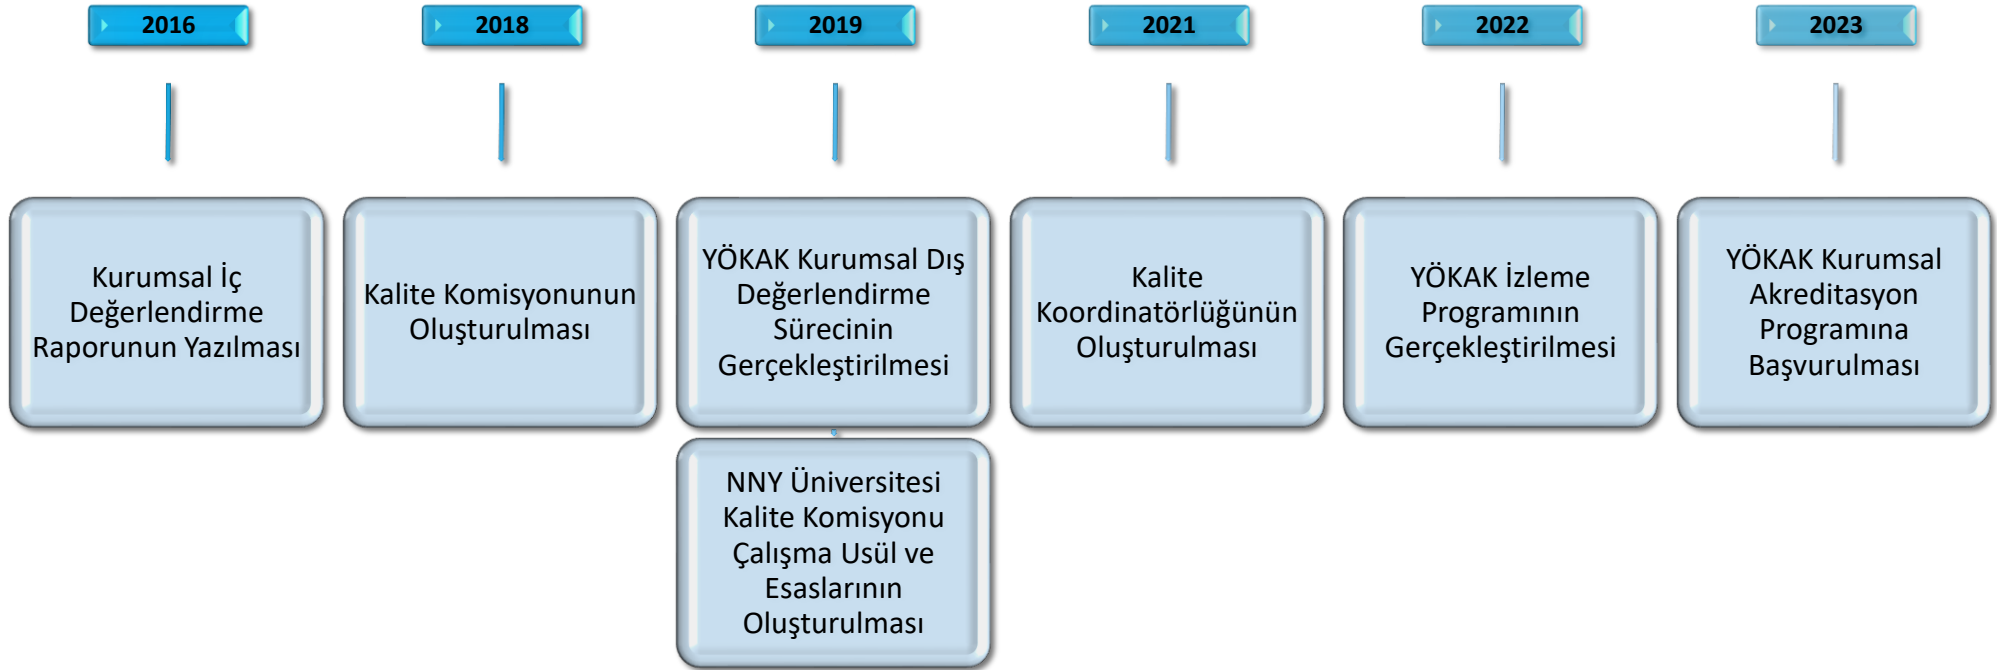 2016
2018
2019
2021
2022
2023
Kurumsal İç
Değerlendirme
Raporunun Yazılması
Kalite Komisyonunun
Oluşturulması
YÖKAK Kurumsal Dış
Değerlendirme
Sürecinin
Gerçekleştirilmesi
NNY Üniversitesi
Kalite Komisyonu
Çalışma Usül ve
Esaslarının
Oluşturulması
Kalite
Koordinatörlüğünün
Oluşturulması
YÖKAK İzleme
Programının
Gerçekleştirilmesi
YÖKAK Kurumsal
Akreditasyon
Programına
Başvurulması